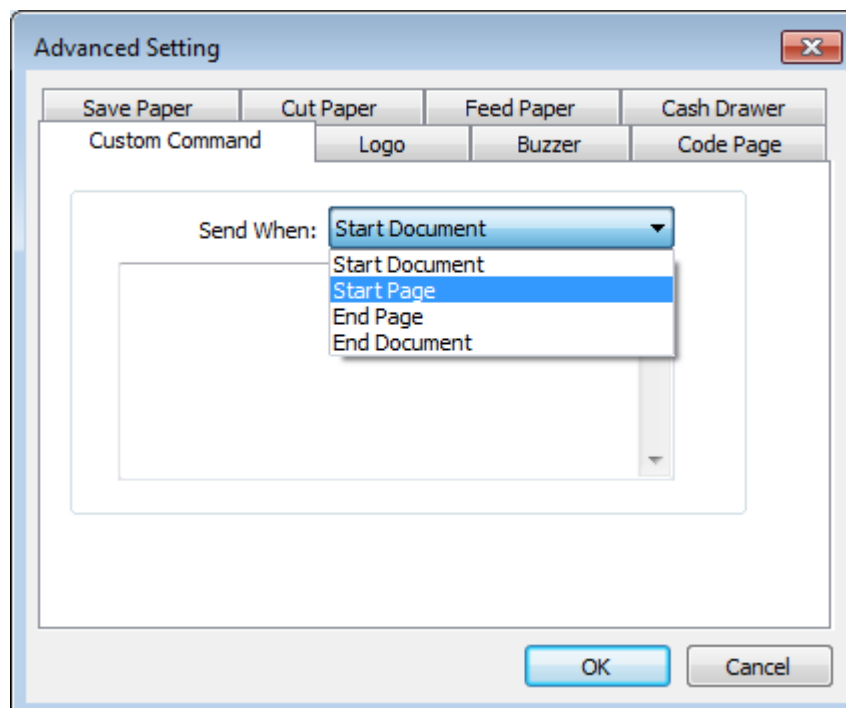 Advanced Setting
Save Paper Cut Paper Feed Paper Cash Drawer
Custom Command Logo Buzzer Code Page
Send When: Start Document
Start Document
Start Page
End Page
End Document
OK Cancel